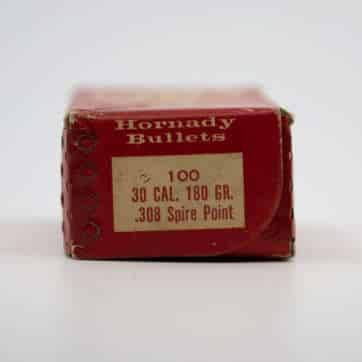 Hornady
Bullets
100
30 CAL. 180 GR.
.308 Spire Point